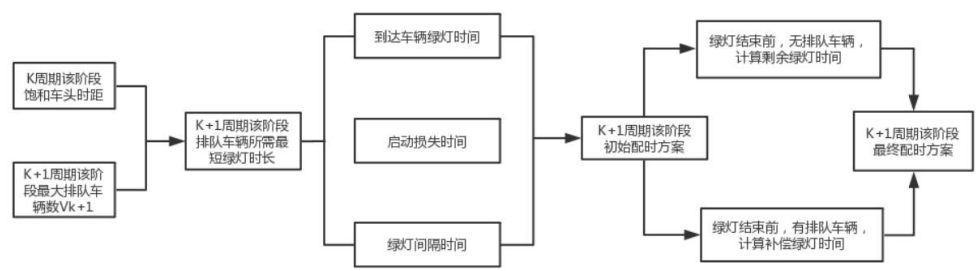 K周期该阶段
饱和车头时距
K+1周期该阶
段最大排队车
辆数Vk+1
K+1周期该阶段
排队车辆所需最
短绿灯时长
到达车辆绿灯时间
启动损失时间
绿灯间隔时间
K+1周期该阶段
初始配时方案
绿灯结束前，无排队车辆，
计算剩余绿灯时间
绿灯结束前，有排队车辆，
计算补偿绿灯时间
K+1周期该阶段
最终配时方案